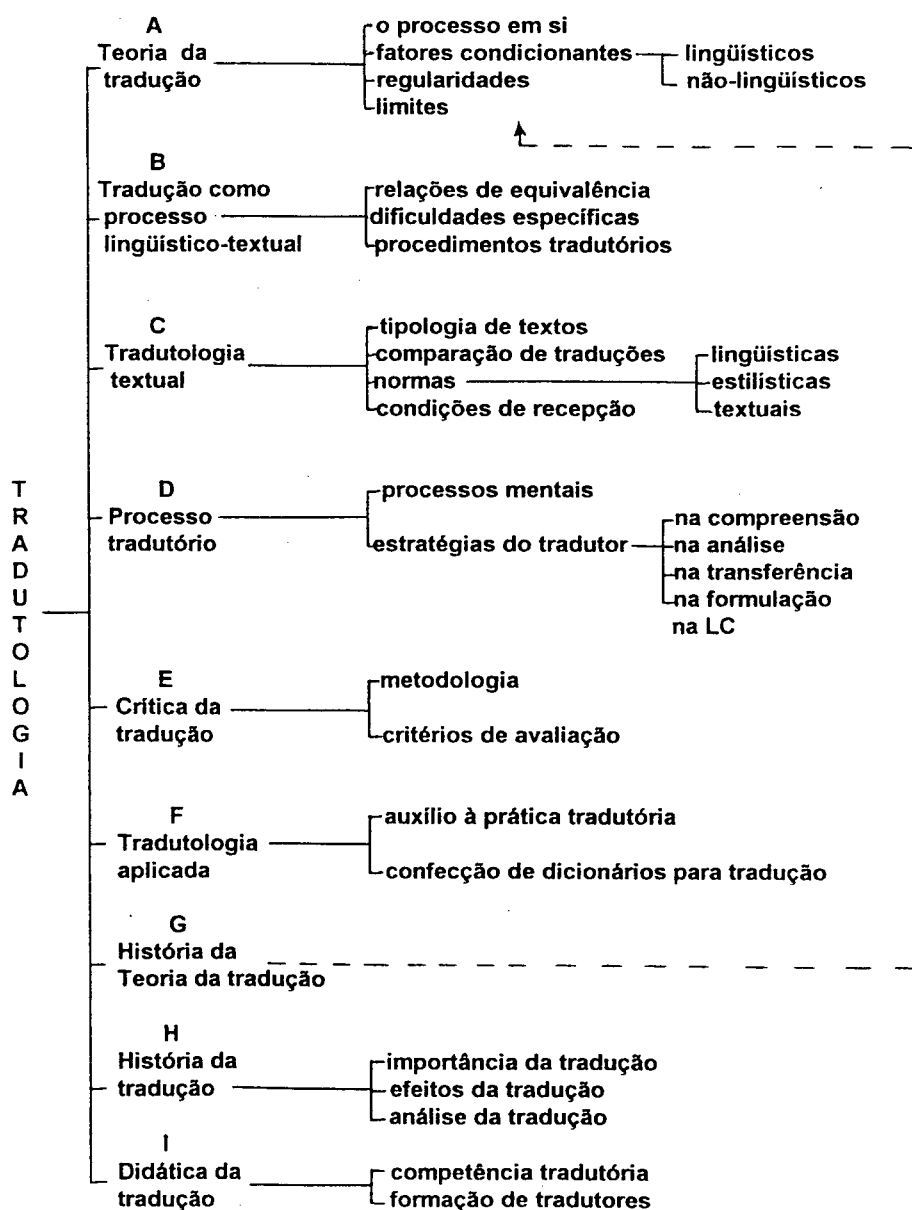 A
Teoria da
tradução
o processo em si
fatores condicionantes
regularidades
limites
lingüísticos
não-lingüísticos
B
Tradução como
processo
lingüístico-textual
relações de equivalência
dificuldades específicas
procedimentos tradutórios
C
Tradutologia
textual
tipologia de textos
comparação de traduções
normas
condições de recepção
lingüísticas
estilísticas
textuais
TRADUTOLOGIA
D
Processo
tradutório
processos mentais
estratégias do tradutor
na compreensão
na análise
na transferência
na formulação
na LC
E
Crítica da
tradução
metodologia
critérios de avaliação
F
Tradutologia
aplicada
auxílio à prática tradutória
confecção de dicionários para tradução
G
História da
Teoria da tradução
H
História da
tradução
importância da tradução
efeitos da tradução
análise da tradução
I
Didática da
tradução
competência tradutória
formação de tradutores